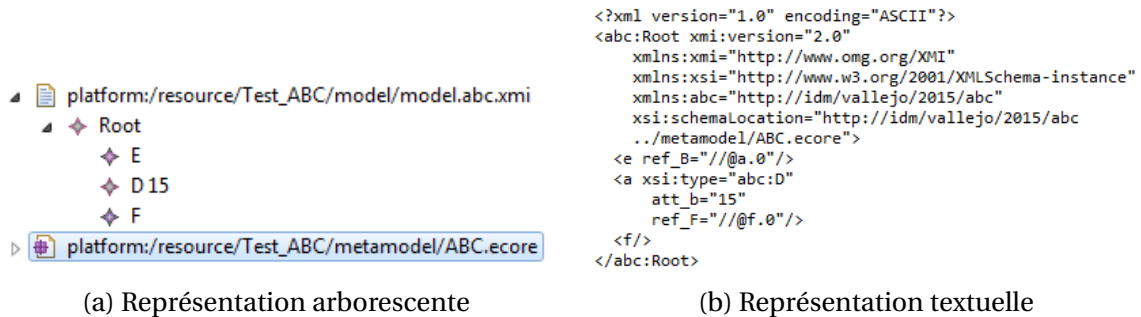 platform:/resource/Test_ABC/model/model.abc.xmi
Root
E
D 15
F
platform:/resource/Test_ABC/metamodel/ABC.ecore
(a) Représentation arborescente
<?xml version="1.0" encoding="ASCII"?>
<abc:Root xmi:version="2.0"
xmlns:xmi="http://www.omg.org/XMI"
xmlns:xsi="http://www.w3.org/2001/XMLSchema-instance"
xmlns:abc="http://idm/vallejo/2015/abc"
xsi:schemaLocation="http://idm/vallejo/2015/abc
../metamodel/ABC.ecore">
<e ref_B="//@a.0"/>
<a xsi:type="abc:D"
att_b="15"
ref_F="//@f.0"/>
<f/>
</abc:Root>
(b) Représentation textuelle